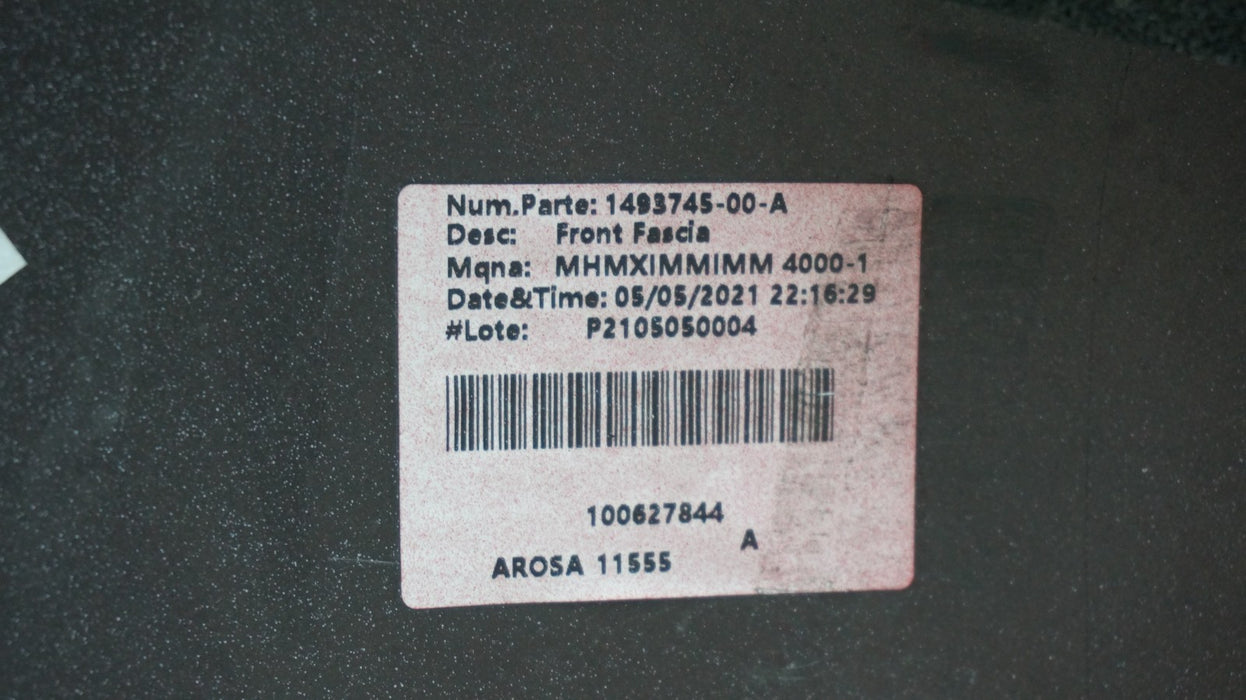 Num.Parte: 1493745-00-A
Desc: Front Fascia
Mqna: MHMXIMMIMM 4000-1
Date&Time: 05/05/2021 22:16:29
#Lote: P2105050004
100627844
A
AROSA 11555